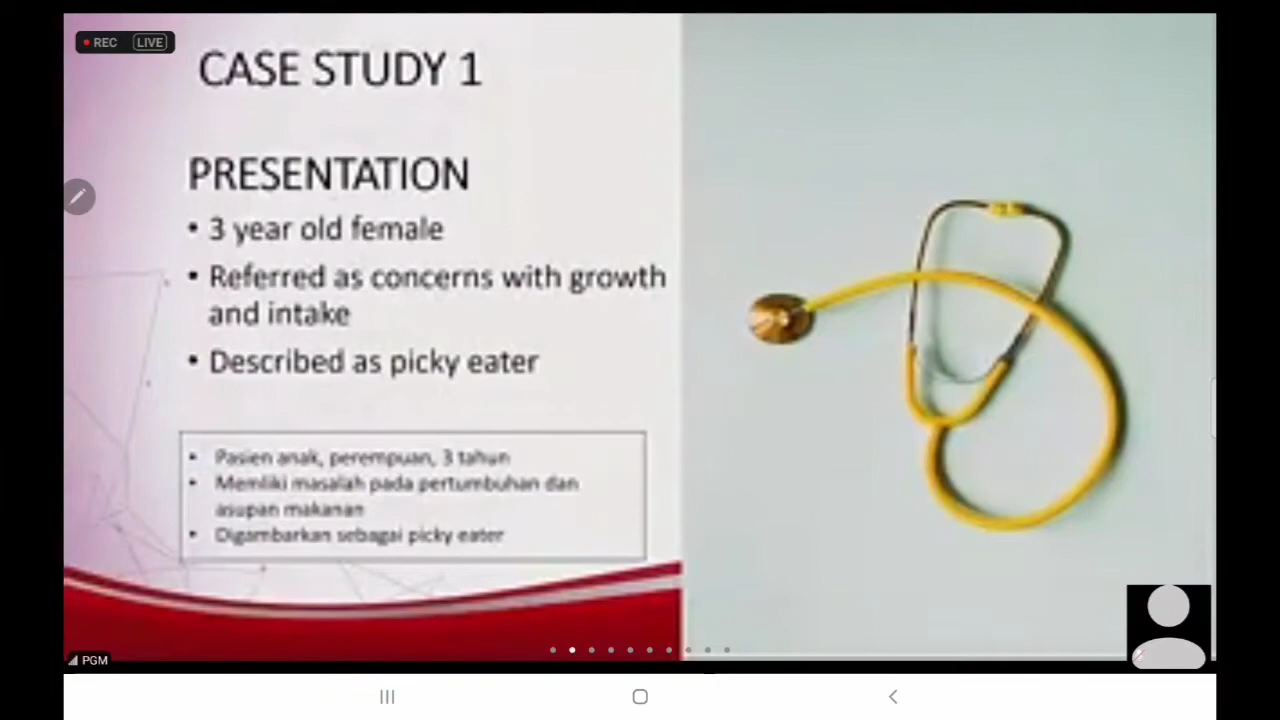 REC LIVE
CASE STUDY 1
PRESENTATION
• 3 year old female
• Referred as concerns with growth
and intake
• Described as picky eater
• Pasien anak, perempuan, 3 tahun
• Memliki masalah pada pertumbuhan dan
asupan makanan
• Digambarkan sebagai picky eater
PGM